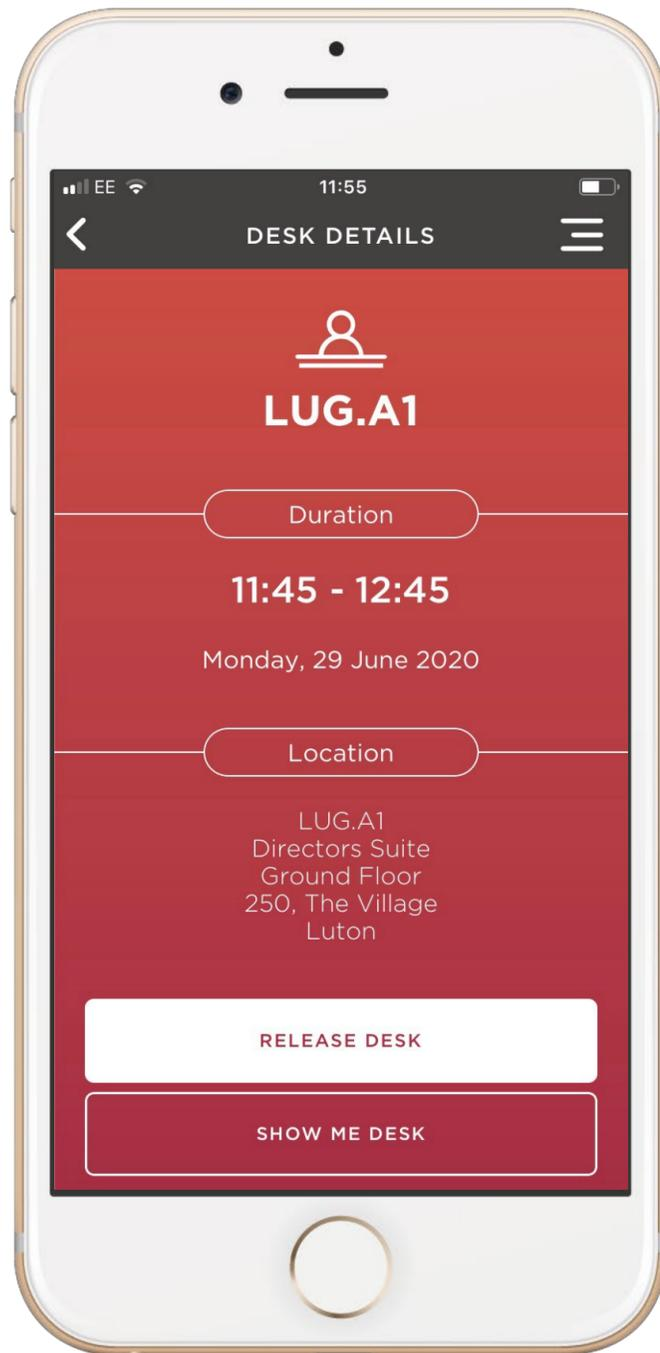 EE 11:55
DESK DETAILS
LUG.A1
Duration
11:45 - 12:45
Monday, 29 June 2020
Location
LUG.A1
Directors Suite
Ground Floor
250, The Village
Luton
RELEASE DESK
SHOW ME DESK